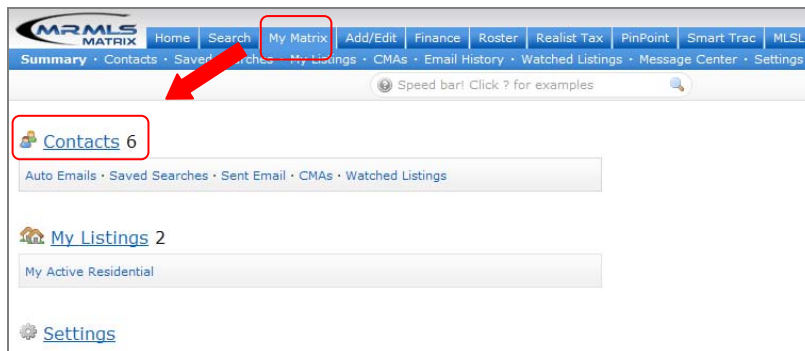 MRMLS
MATRIX
Home Search My Matrix Add/Edit Finance Roster Realist Tax PinPoint Smart Trac MLSL
Summary · Contacts · Saved Searches · My Listings · CMAs · Email History · Watched Listings · Message Center · Settings
Speed bar! Click ? for examples
Contacts 6
Auto Emails · Saved Searches · Sent Email · CMAs · Watched Listings
My Listings 2
My Active Residential
Settings